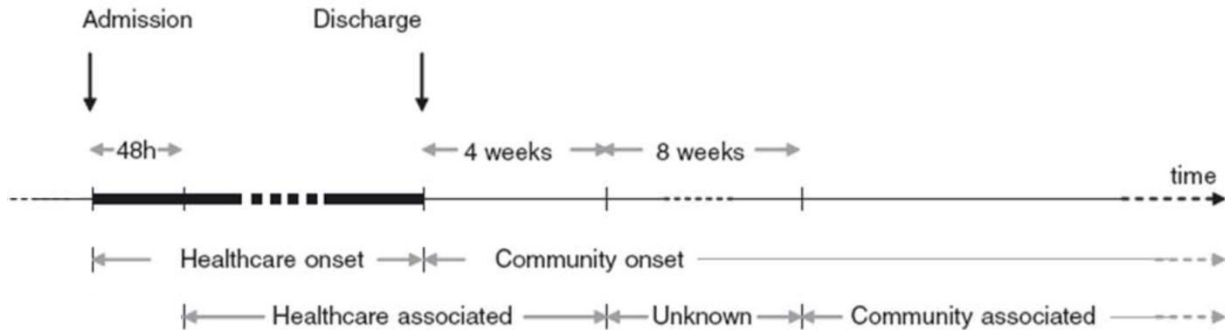 Admission Discharge
48h 4 weeks 8 weeks
time
Healthcare onset Community onset
Healthcare associated Unknown Community associated